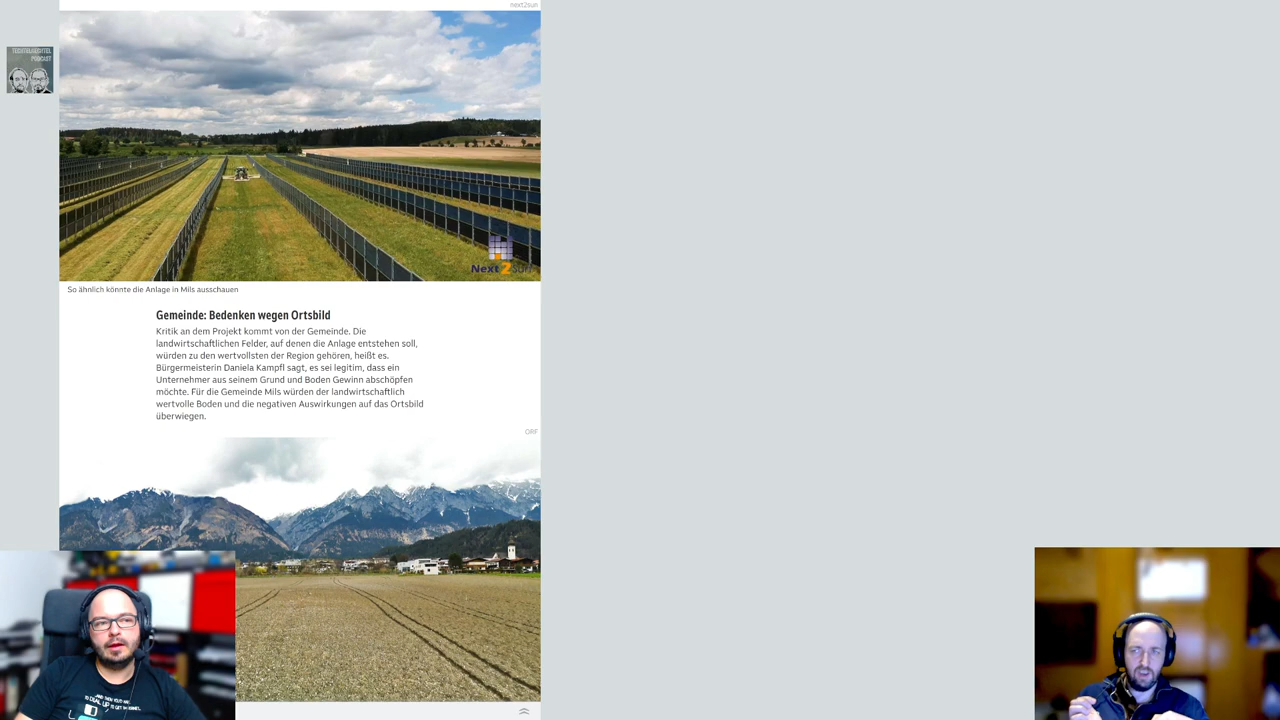 next2sun
TECHTELMECHTEL
PODCAST
Next2Sun
So ähnlich könnte die Anlage in Mils ausschauen
Gemeinde: Bedenken wegen Ortsbild
Kritik an dem Projekt kommt von der Gemeinde. Die
landwirtschaftlichen Felder, auf denen die Anlage entstehen soll,
würden zu den wertvollsten der Region gehören, heißt es.
Bürgermeisterin Daniela Kampfl sagt, es sei legitim, dass ein
Unternehmer aus seinem Grund und Boden Gewinn abschöpfen
möchte. Für die Gemeinde Mils würden der landwirtschaftlich
wertvolle Boden und die negativen Auswirkungen auf das Ortsbild
überwiegen.
ORF